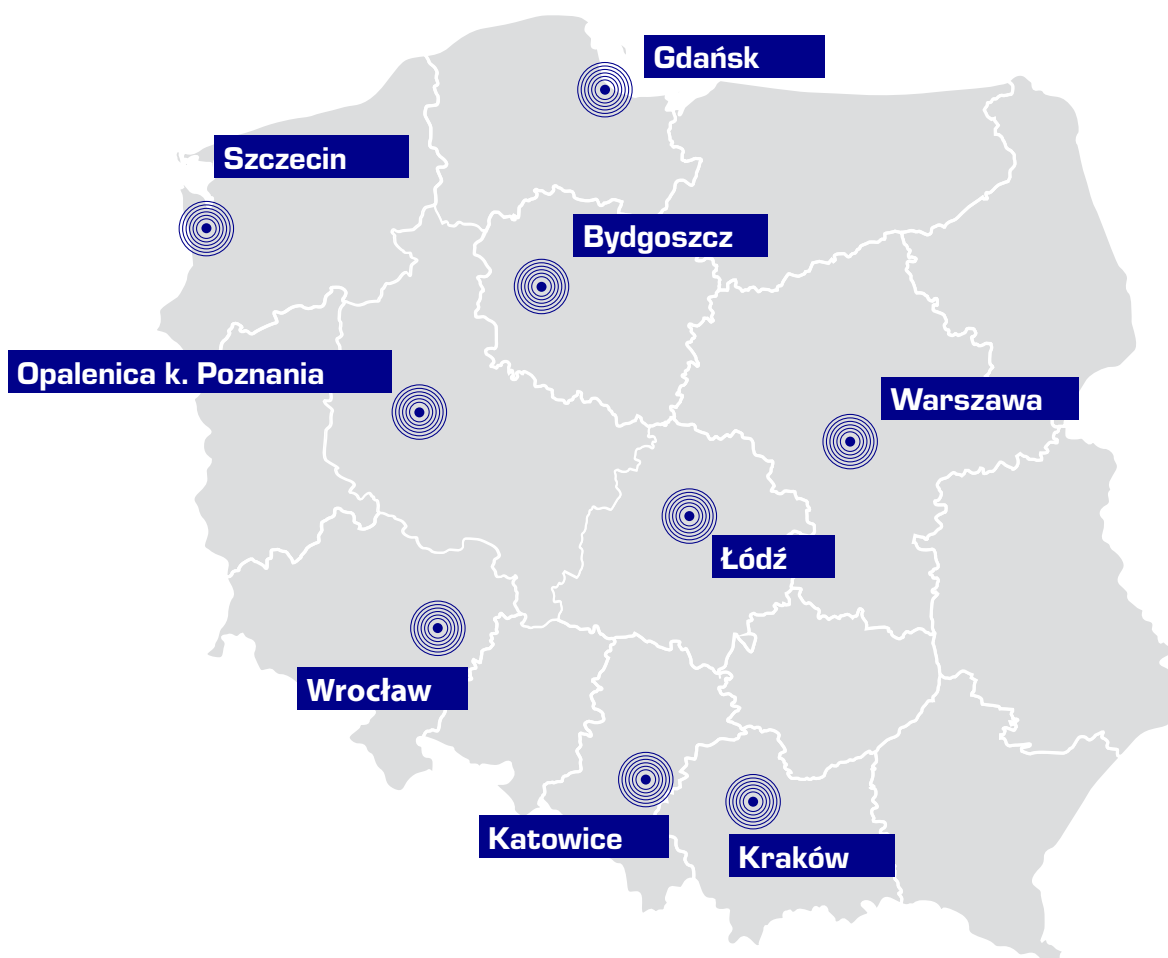 Gdańsk
Szczecin
Bydgoszcz
Opalenica k. Poznania
Warszawa
Łódź
Wrocław
Katowice
Kraków